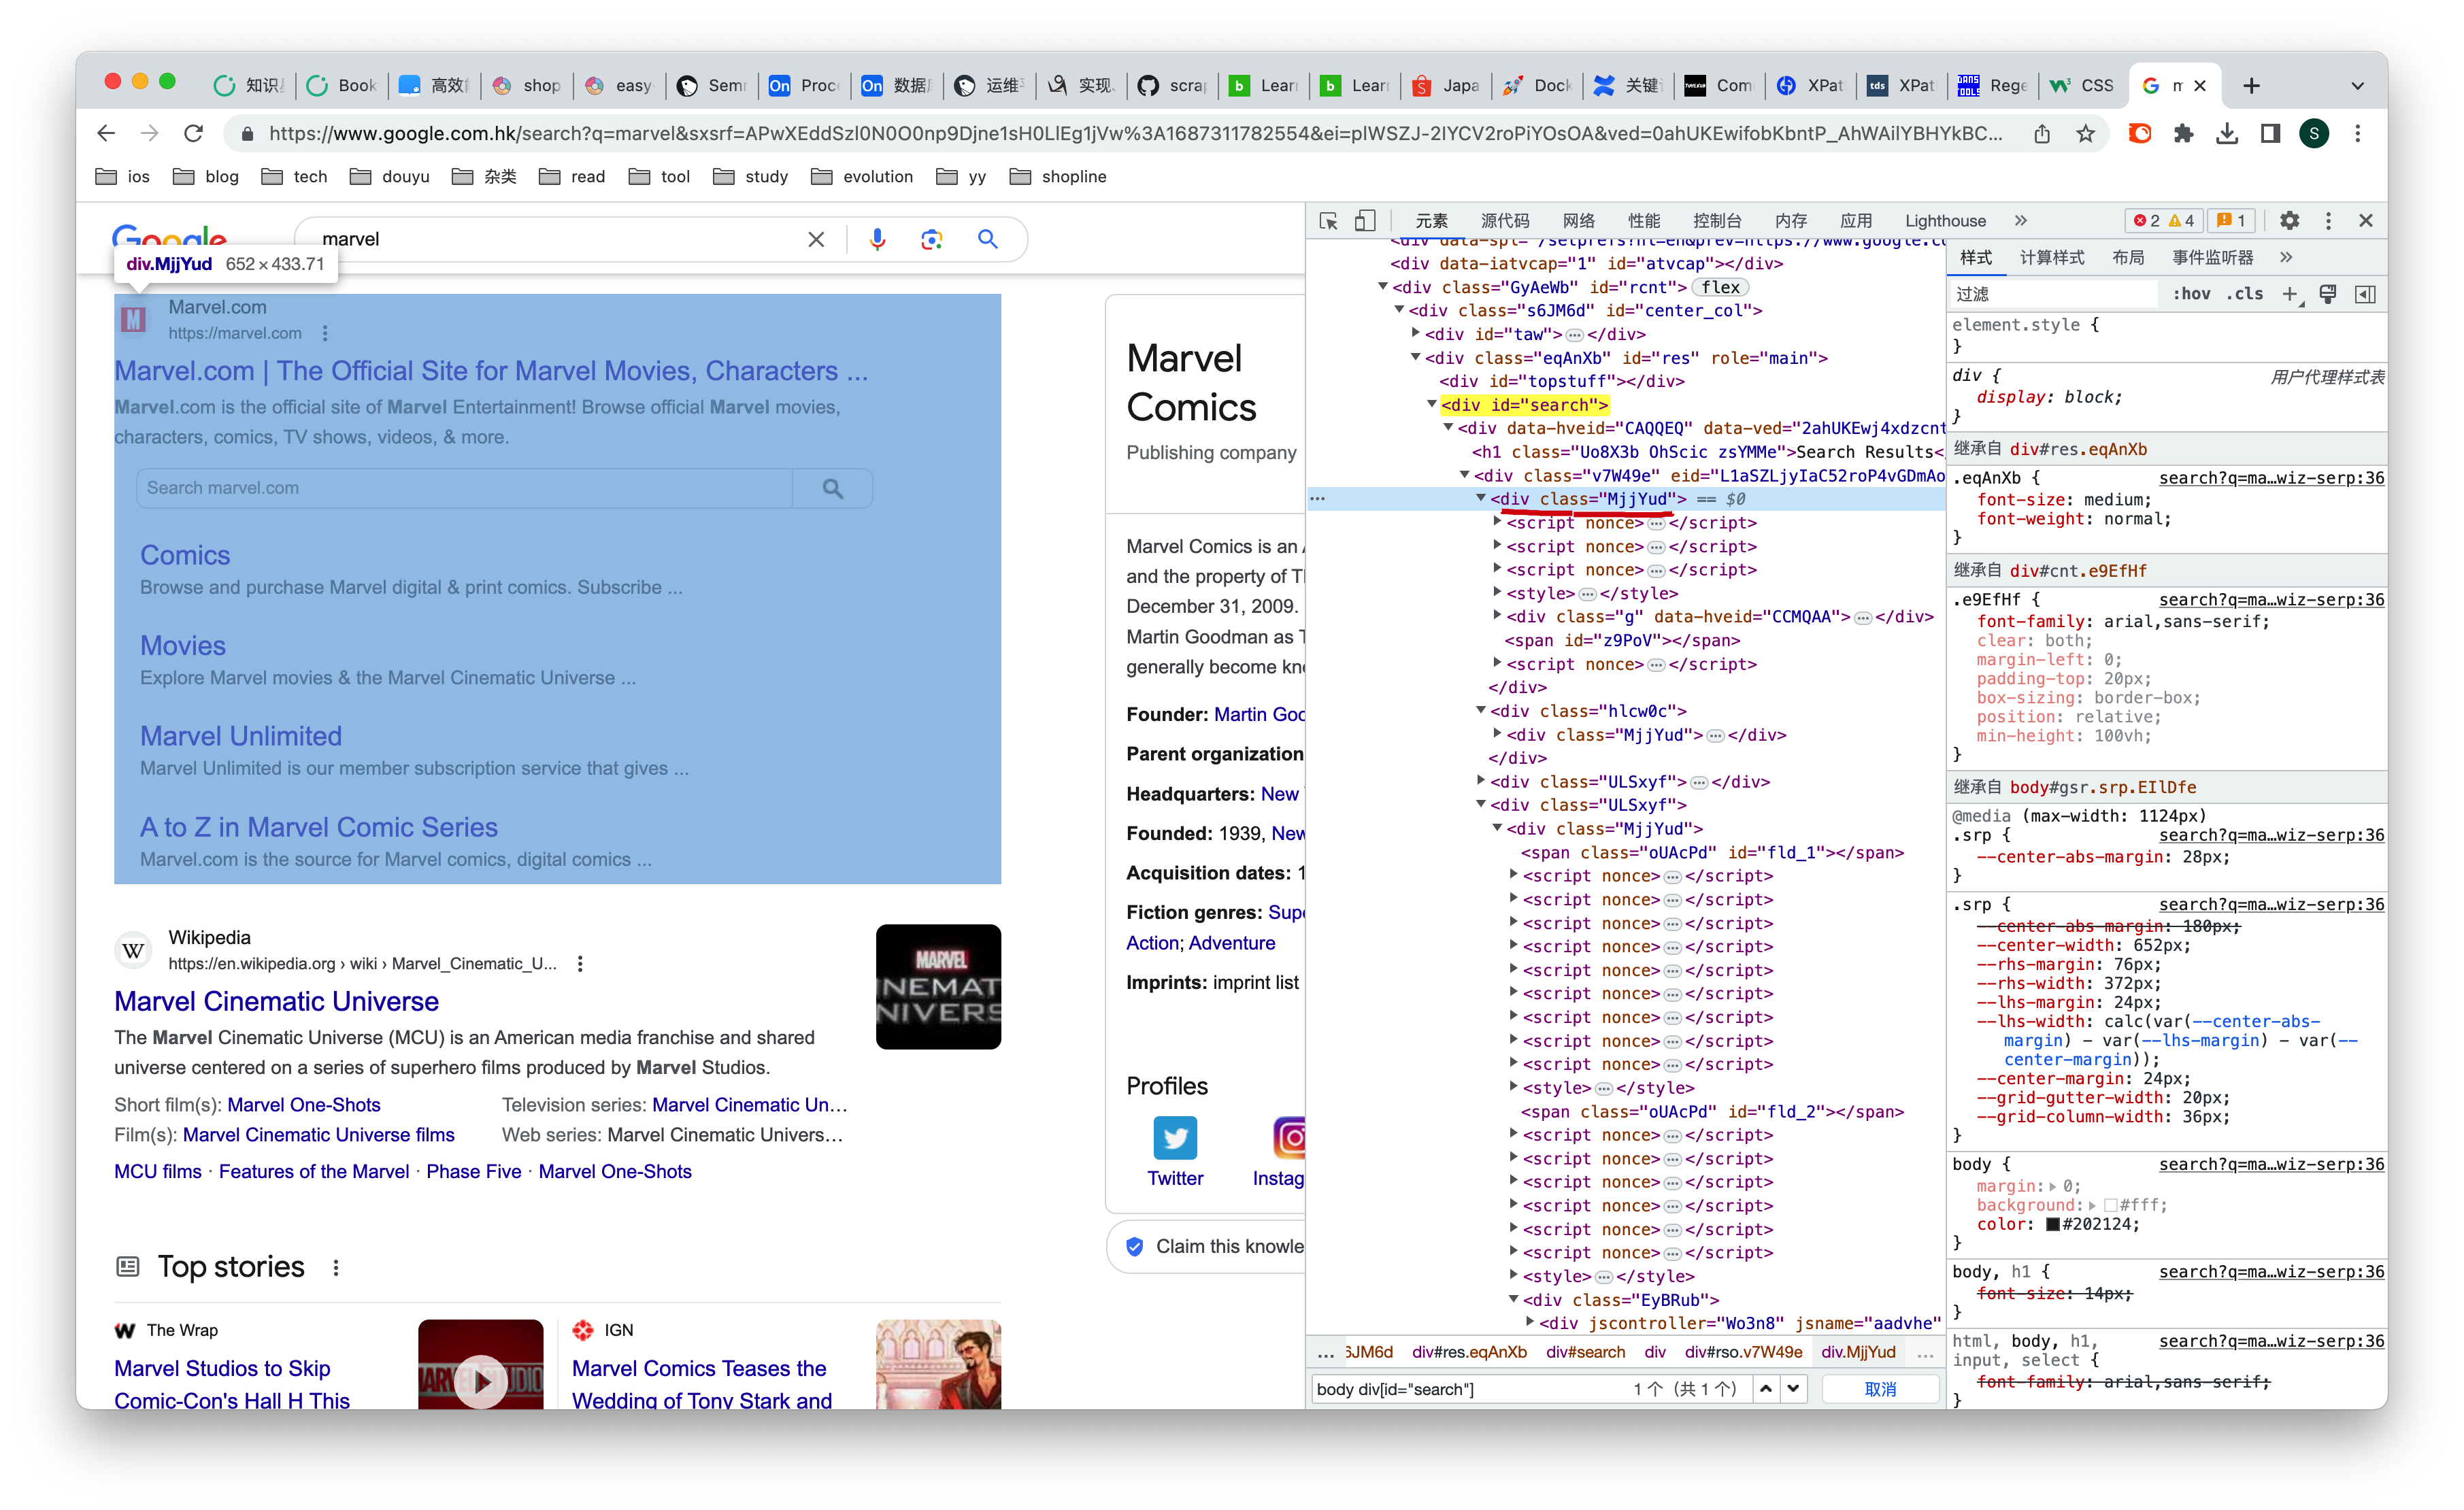 知识
Book
高效
shop
easy
Semr
Proc
数据
运维
实现
scrap
Lear
Lear
Japa
Dock
关键
Com
XPat
XPat
Rege
CSS
https://www.google.com.hk/search?q=marvel&sxsrf=APwXEddSzI0N0O0np9Djne1sH0LlEg1jVw%3A1687311782554&ei=plWSZJ-2IYCV2roPiYOsOA&ved=0ahUKEwifobKbntP_AhWAilYBHYkBC...
S
ios blog tech douyu 杂类 read tool study evolution yy shopline
Google
marvel
div.MjjYud 652 × 433.71
Marvel.com
https://marvel.com
Marvel.com | The Official Site for Marvel Movies, Characters ...
Marvel.com is the official site of Marvel Entertainment! Browse official Marvel movies,
characters, comics, TV shows, videos, & more.
Search marvel.com
Comics
Browse and purchase Marvel digital & print comics. Subscribe ...
Movies
Explore Marvel movies & the Marvel Cinematic Universe ...
Marvel Unlimited
Marvel Unlimited is our member subscription service that gives ...
A to Z in Marvel Comic Series
Marvel.com is the source for Marvel comics, digital comics ...
W
Wikipedia
https://en.wikipedia.org › wiki › Marvel_Cinematic_U...
Marvel Cinematic Universe
The Marvel Cinematic Universe (MCU) is an American media franchise and shared
universe centered on a series of superhero films produced by Marvel Studios.
Short film(s): Marvel One-Shots
Television series: Marvel Cinematic Un...
Film(s): Marvel Cinematic Universe films
Web series: Marvel Cinematic Univers...
MCU films · Features of the Marvel · Phase Five · Marvel One-Shots
MARVEL
INEMAT
NIVERS
Top stories
The Wrap
Marvel Studios to Skip
Comic-Con's Hall H This
IGN
Marvel Comics Teases the
Wedding of Tony Stark and
Marvel
Comics
Publishing company
Marvel Comics is an
and the property of T
December 31, 2009.
Martin Goodman as T
generally become kn
Founder: Martin Goo
Parent organization
Headquarters: New
Founded: 1939, New
Acquisition dates: 1
Fiction genres: Supe
Action; Adventure
Imprints: imprint list
Profiles
Twitter
Instag
Claim this knowle
元素 源代码 网络 性能 控制台 内存 应用 Lighthouse
2 4 1
<div data-spl="/setprefs?hl=en&prev=https://www.google.co
<div data-iatvcap="1" id="atvcap"></div>
<div class="GyAeWb" id="rcnt"> flex
<div class="s6JM6d" id="center_col">
<div id="taw">…</div>
<div class="eqAnXb" id="res" role="main">
<div id="topstuff"></div>
<div id="search">
<div data-hveid="CAQQEQ" data-ved="2ahUKEwj4xdzcnt
<h1 class="Uo8X3b OhScic zsYMMe">Search Results<
<div class="v7W49e" eid="L1aSZLjyIaC52roP4vGDmAo
<div class="MjjYud"> == $0
<script nonce>…</script>
<script nonce>…</script>
<script nonce>…</script>
<style>…</style>
<div class="g" data-hveid="CCMQAA">…</div>
<span id="z9PoV"></span>
<script nonce>…</script>
</div>
<div class="hlcw0c">
<div class="MjjYud">…</div>
</div>
<div class="ULSxyf">…</div>
<div class="ULSxyf">
<div class="MjjYud">
<span class="oUAcPd" id="fld_1"></span>
<script nonce>…</script>
<script nonce>…</script>
<script nonce>…</script>
<script nonce>…</script>
<script nonce>…</script>
<script nonce>…</script>
<script nonce>…</script>
<script nonce>…</script>
<script nonce>…</script>
<style>…</style>
<span class="oUAcPd" id="fld_2"></span>
<script nonce>…</script>
<script nonce>…</script>
<script nonce>…</script>
<script nonce>…</script>
<script nonce>…</script>
<script nonce>…</script>
<style>…</style>
<div class="EyBRub">
<div jscontroller="Wo3n8" jsname="aadvhe"
... 6JM6d div#res.eqAnXb div#search div div#rso.v7W49e div.MjjYud ...
body div[id="search"] 1 个（共 1 个） 取消
样式 计算样式 布局 事件监听器
过滤 :hov .cls
element.style {
}
div { 用户代理样式表
display: block;
}
继承自 div#res.eqAnXb
.eqAnXb { search?q=ma…wiz-serp:36
font-size: medium;
font-weight: normal;
}
继承自 div#cnt.e9EfHf
.e9EfHf { search?q=ma…wiz-serp:36
font-family: arial,sans-serif;
clear: both;
margin-left: 0;
padding-top: 20px;
box-sizing: border-box;
position: relative;
min-height: 100vh;
}
继承自 body#gsr.srp.EIlDfe
@media (max-width: 1124px)
.srp { search?q=ma…wiz-serp:36
--center-abs-margin: 28px;
}
.srp { search?q=ma…wiz-serp:36
--center-abs-margin: 180px;
--center-width: 652px;
--rhs-margin: 76px;
--rhs-width: 372px;
--lhs-margin: 24px;
--lhs-width: calc(var(--center-abs-
margin) - var(--lhs-margin) - var(--
center-margin));
--center-margin: 24px;
--grid-gutter-width: 20px;
--grid-column-width: 36px;
}
body { search?q=ma…wiz-serp:36
margin: 0;
background: #fff;
color: #202124;
}
body, h1 { search?q=ma…wiz-serp:36
font-size: 14px;
}
html, body, h1, search?q=ma…wiz-serp:36
input, select {
font-family: arial,sans-serif;
}